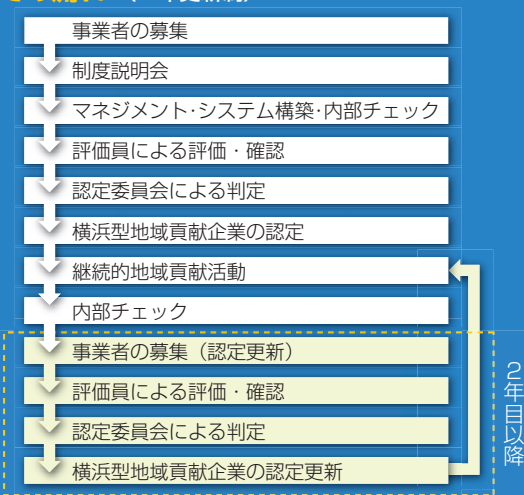 事業者の募集
制度説明会
マネジメント･システム構築･内部チェック
評価員による評価・確認
認定委員会による判定
横浜型地域貢献企業の認定
継続的地域貢献活動
内部チェック
事業者の募集（認定更新）
評価員による評価・確認
認定委員会による判定
横浜型地域貢献企業の認定更新
２年目以降